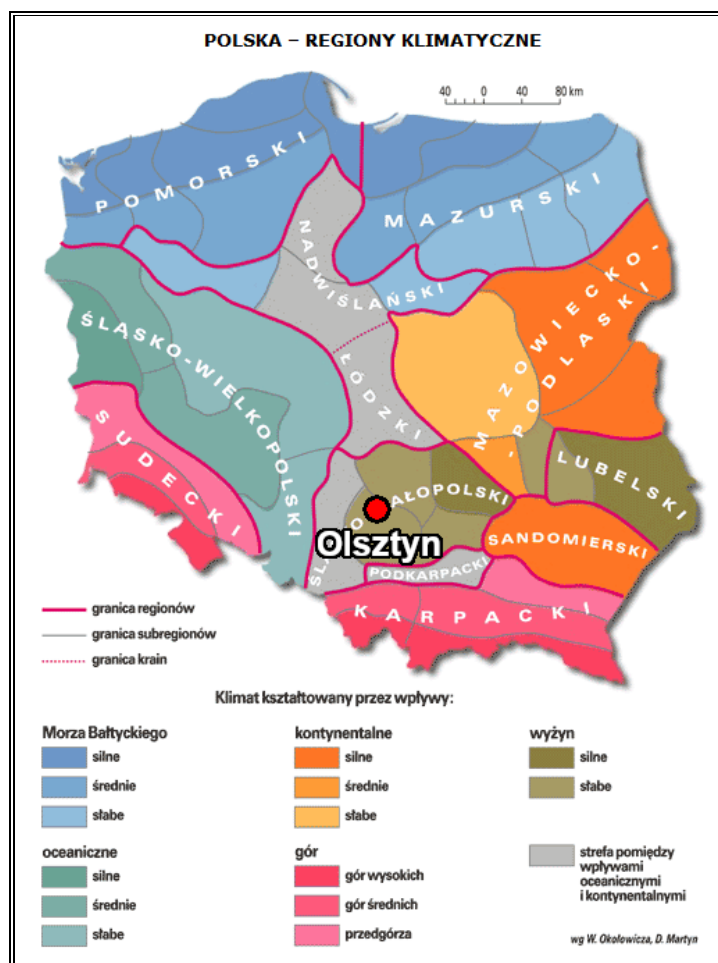 POLSKA – REGIONY KLIMATYCZNE
40 0 40 80 km
POMORSKI
MAZURSKI
NADWIŚLAŃSKI
MAZOWIECKO-
-PODLASKI
ŚLĄSKO-WIELKOPOLSKI
ŁÓDZKI
SUDECKI
LUBELSKI
O MAŁOPOLSKI
Olsztyn
SANDOMIERSKI
PODKARPACKI
KARPACKI
granica regionów
granica subregionów
granica krain
Klimat kształtowany przez wpływy:
Morza Bałtyckiego
silne
średnie
słabe
kontynentalne
silne
średnie
słabe
wyżyn
silne
słabe
oceaniczne
silne
średnie
słabe
gór
gór wysokich
gór średnich
przedgórza
strefa pomiędzy
wpływami
oceanicznymi
i kontynentalnymi
wg W. Okołowicza, D. Martyn